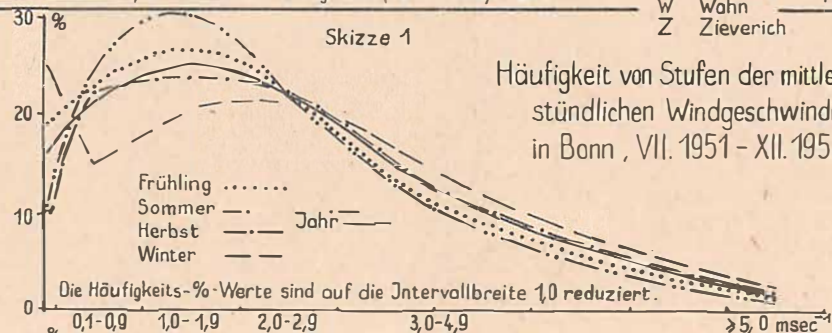 W Wahn
Z Zieverich
30 %
Skizze 1
Häufigkeit von Stufen der mittle
stündlichen Windgeschwind
in Bonn, VII. 1951 - XII. 195
20
Frühling
Sommer
Herbst
Winter
Jahr
10
Die Häufigkeits-%-Werte sind auf die Intervallbreite 1,0 reduziert.
0
% 0,1-0,9 1,0-1,9 2,0-2,9 3,0-4,9 ≥5,0 msec⁻¹